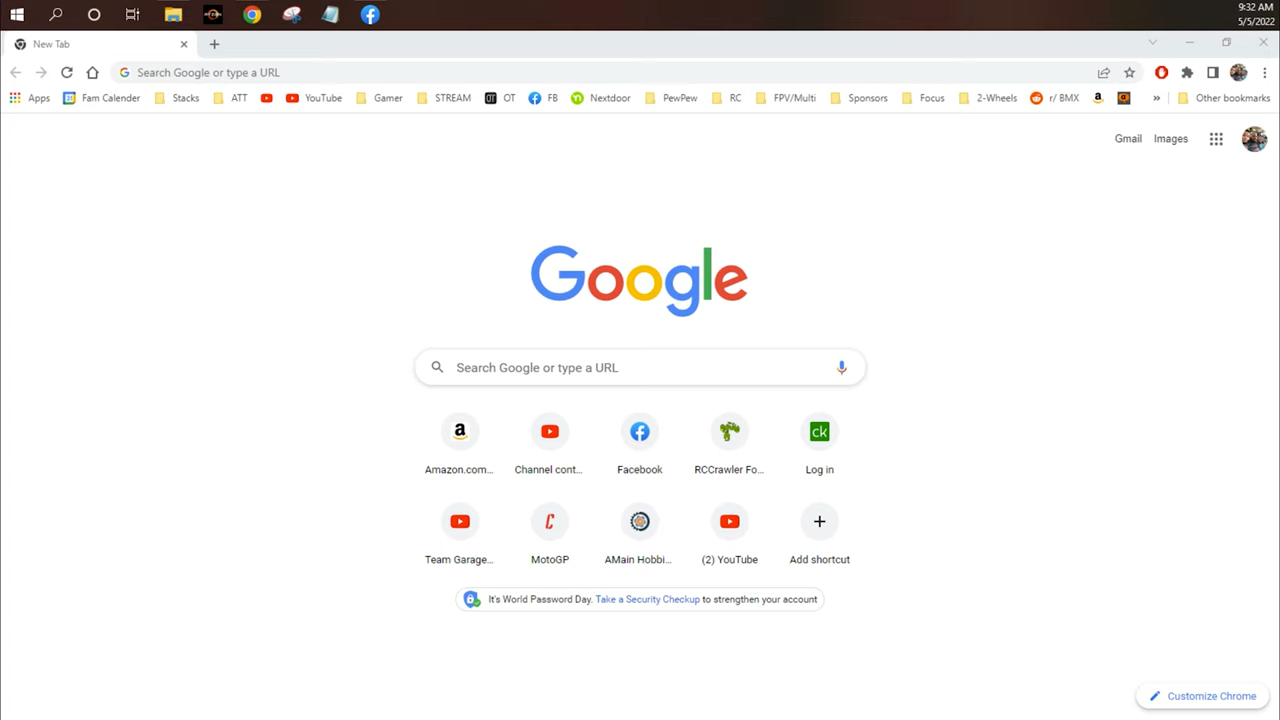 9:32 AM
5/5/2022
New Tab
Search Google or type a URL
Apps Fam Calender Stacks ATT YouTube Gamer STREAM OT OT FB Nextdoor PewPew RC FPV/Multi Sponsors Focus 2-Wheels r/ BMX a » Other bookmarks
Gmail Images
Google
Search Google or type a URL
a ck
Amazon.com... Channel cont... Facebook RCCrawler Fo... Log in
Team Garage... MotoGP AMain Hobbi... (2) YouTube Add shortcut
It's World Password Day. Take a Security Checkup to strengthen your account
Customize Chrome